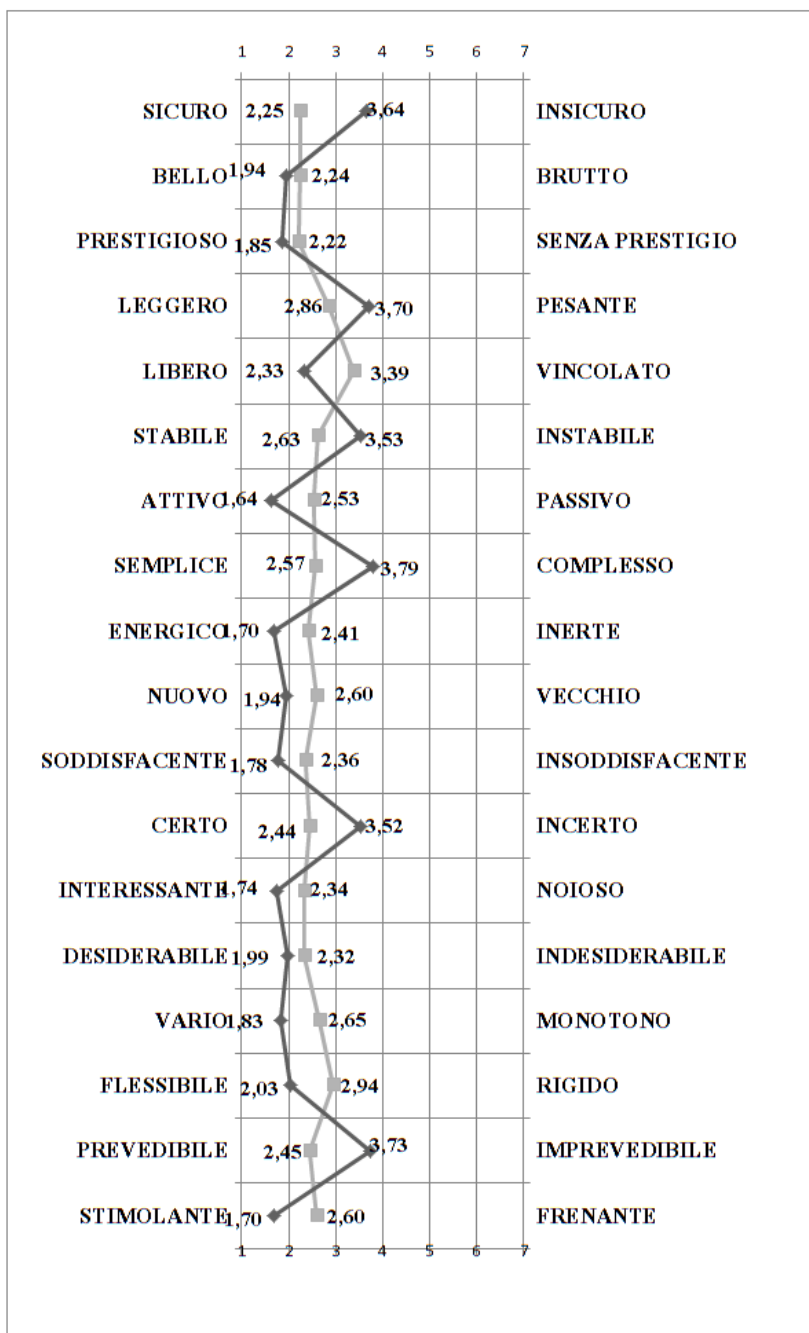 1 2 3 4 5 6 7
SICURO 2,25 3,64 INSICURO
BELLO 1,94 2,24 BRUTTO
PRESTIGIOSO 1,85 2,22 SENZA PRESTIGIO
LEGGERO 2,86 3,70 PESANTE
LIBERO 2,33 3,39 VINCOLATO
STABILE 2,63 3,53 INSTABILE
ATTIVO 1,64 2,53 PASSIVO
SEMPLICE 2,57 3,79 COMPLESSO
ENERGICO 1,70 2,41 INERTE
NUOVO 1,94 2,60 VECCHIO
SODDISFACENTE 1,78 2,36 INSODDISFACENTE
CERTO 2,44 3,52 INCERTO
INTERESSANTE 1,74 2,34 NOIOSO
DESIDERABILE 1,99 2,32 INDESIDERABILE
VARIO 1,83 2,65 MONOTONO
FLESSIBILE 2,03 2,94 RIGIDO
PREVEDIBILE 2,45 3,73 IMPREVEDIBILE
STIMOLANTE 1,70 2,60 FRENANTE
1 2 3 4 5 6 7